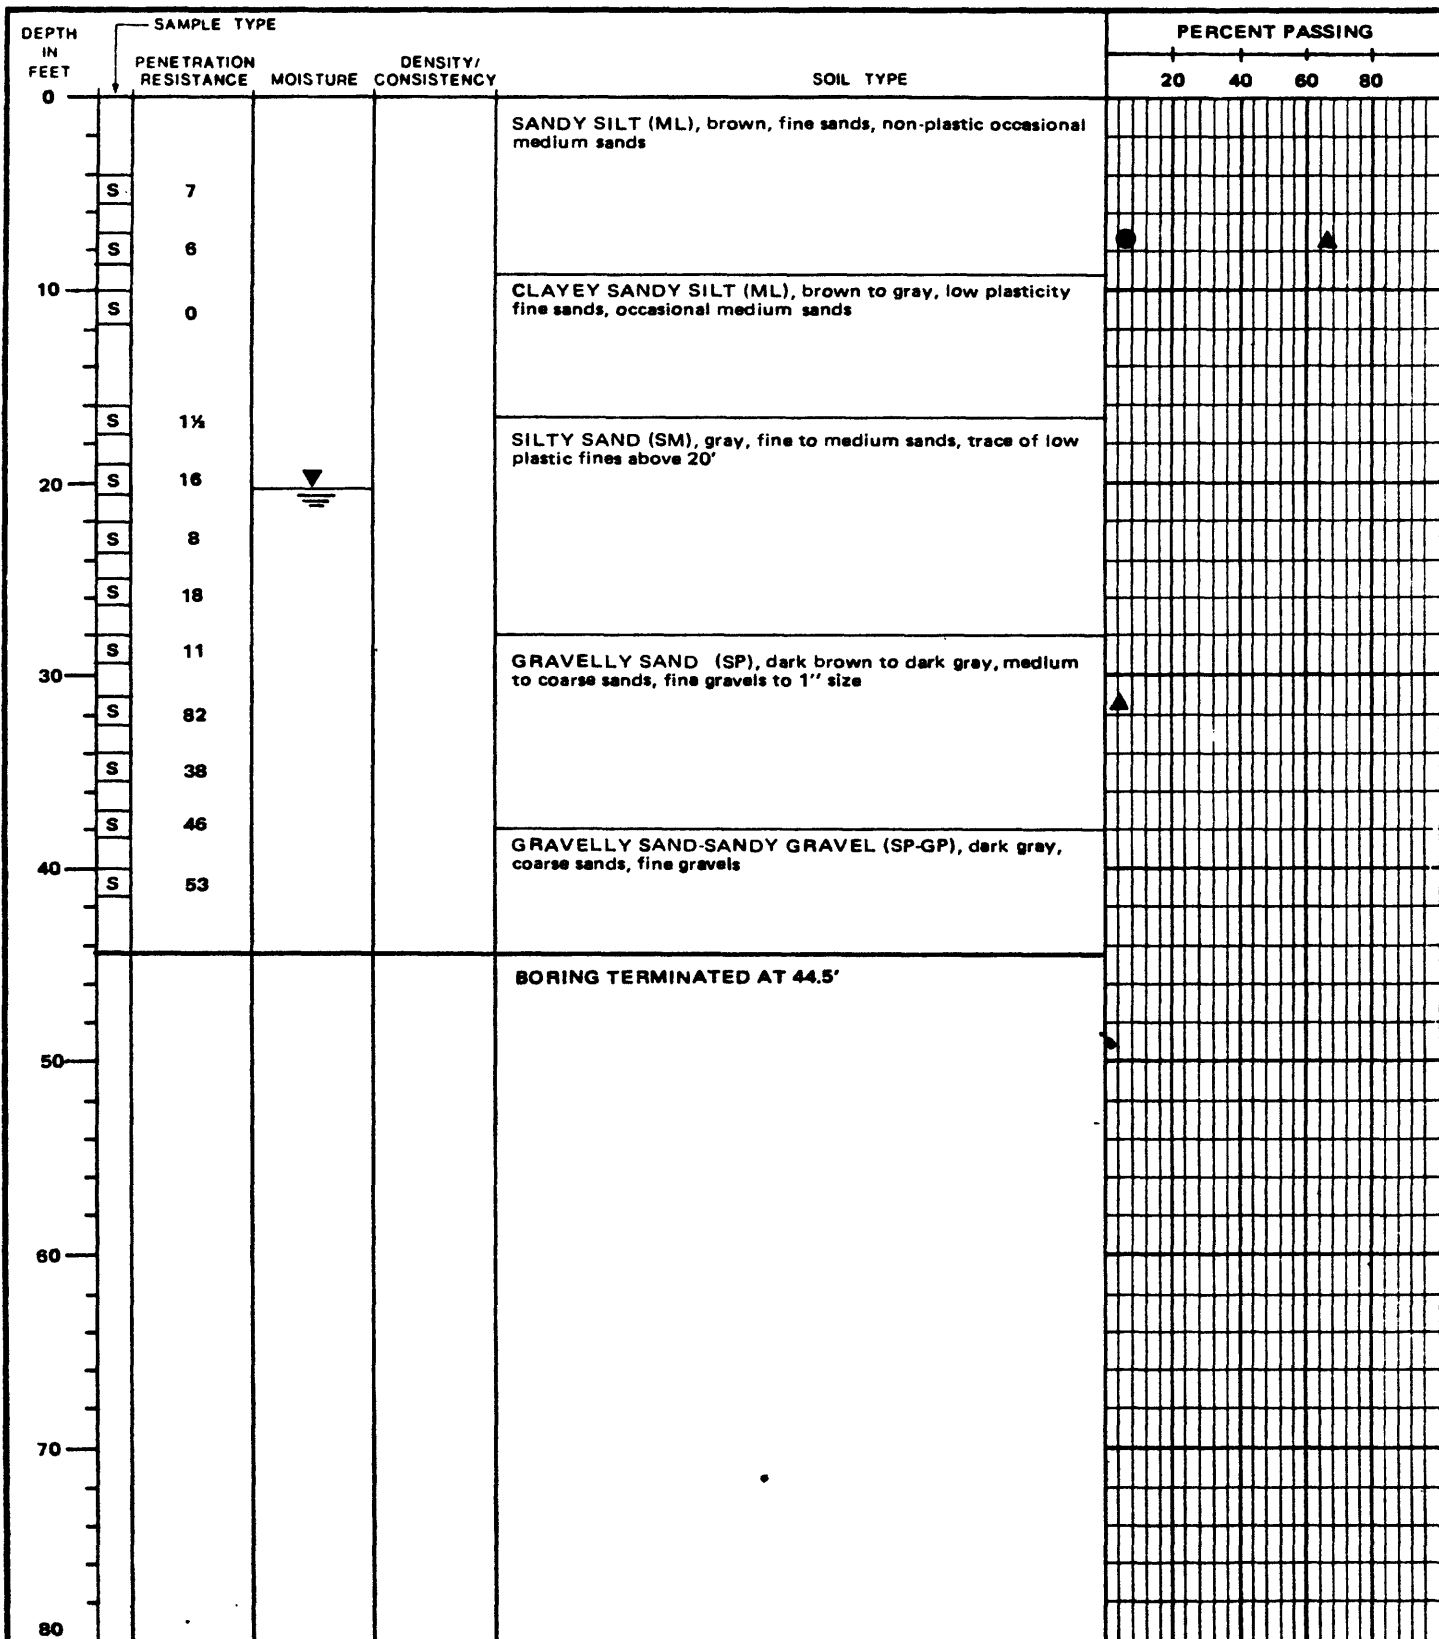 DEPTH
IN
FEET
SAMPLE TYPE
PENETRATION
RESISTANCE
MOISTURE
DENSITY/
CONSISTENCY
SOIL TYPE
PERCENT PASSING
20 40 60 80
0
SANDY SILT (ML), brown, fine sands, non-plastic occasional
medium sands
S 7
S 6
10
CLAYEY SANDY SILT (ML), brown to gray, low plasticity
fine sands, occasional medium sands
S 0
S 1½
SILTY SAND (SM), gray, fine to medium sands, trace of low
plastic fines above 20'
20
S 16
S 8
S 18
S 11
GRAVELLY SAND (SP), dark brown to dark gray, medium
to coarse sands, fine gravels to 1" size
30
S 82
S 38
S 46
GRAVELLY SAND-SANDY GRAVEL (SP-GP), dark gray,
coarse sands, fine gravels
40
S 53
BORING TERMINATED AT 44.5'
50
60
70
80